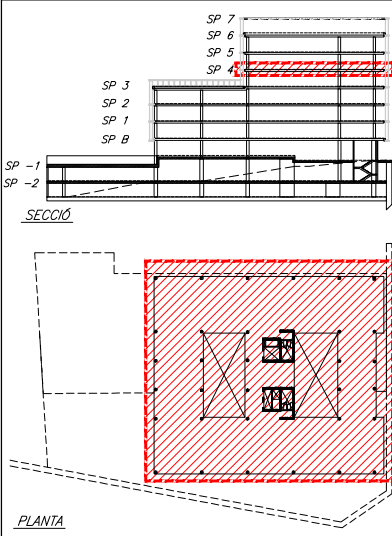 SP 7
SP 6
SP 5
SP 4
SP 3
SP 2
SP 1
SP B
SP -1
SP -2
SECCIÓ
PLANTA